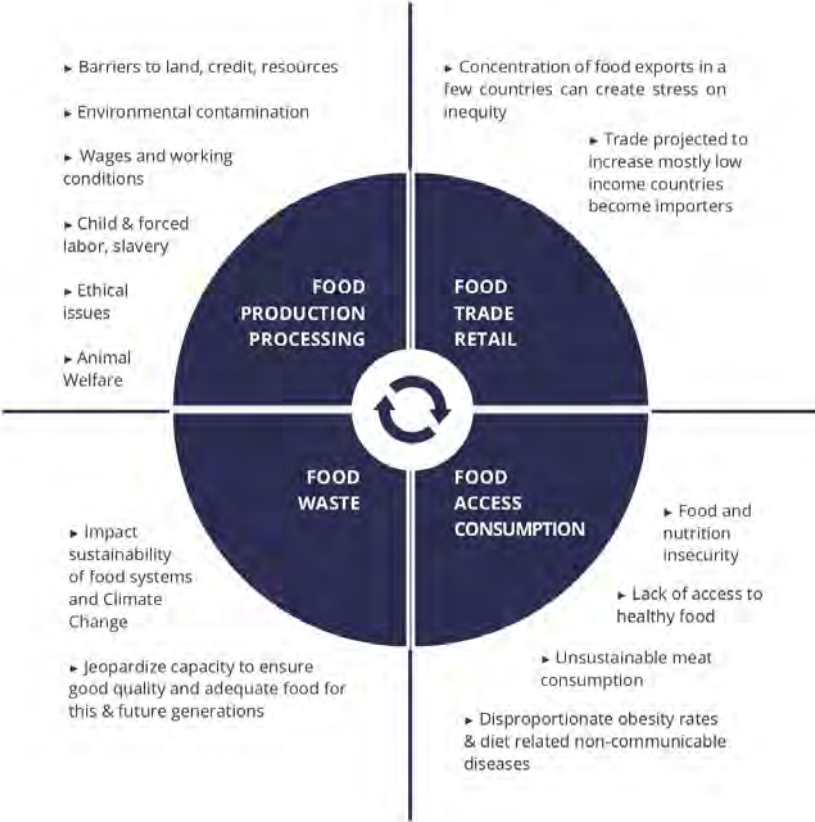 ▸ Barriers to land, credit, resources
▸ Environmental contamination
▸ Wages and working
conditions
▸ Child & forced
labor, slavery
▸ Ethical
issues
▸ Animal
Welfare
FOOD
PRODUCTION
PROCESSING
▸ Concentration of food exports in a
few countries can create stress on
inequity
▸ Trade projected to
increase mostly low
income countries
become importers
FOOD
TRADE
RETAIL
FOOD
WASTE
▸ Impact
sustainability
of food systems
and Climate
Change
▸ Jeopardize capacity to ensure
good quality and adequate food for
this & future generations
FOOD
ACCESS
CONSUMPTION
▸ Food and
nutrition
insecurity
▸ Lack of access to
healthy food
▸ Unsustainable meat
consumption
▸ Disproportionate obesity rates
& diet related non-communicable
diseases